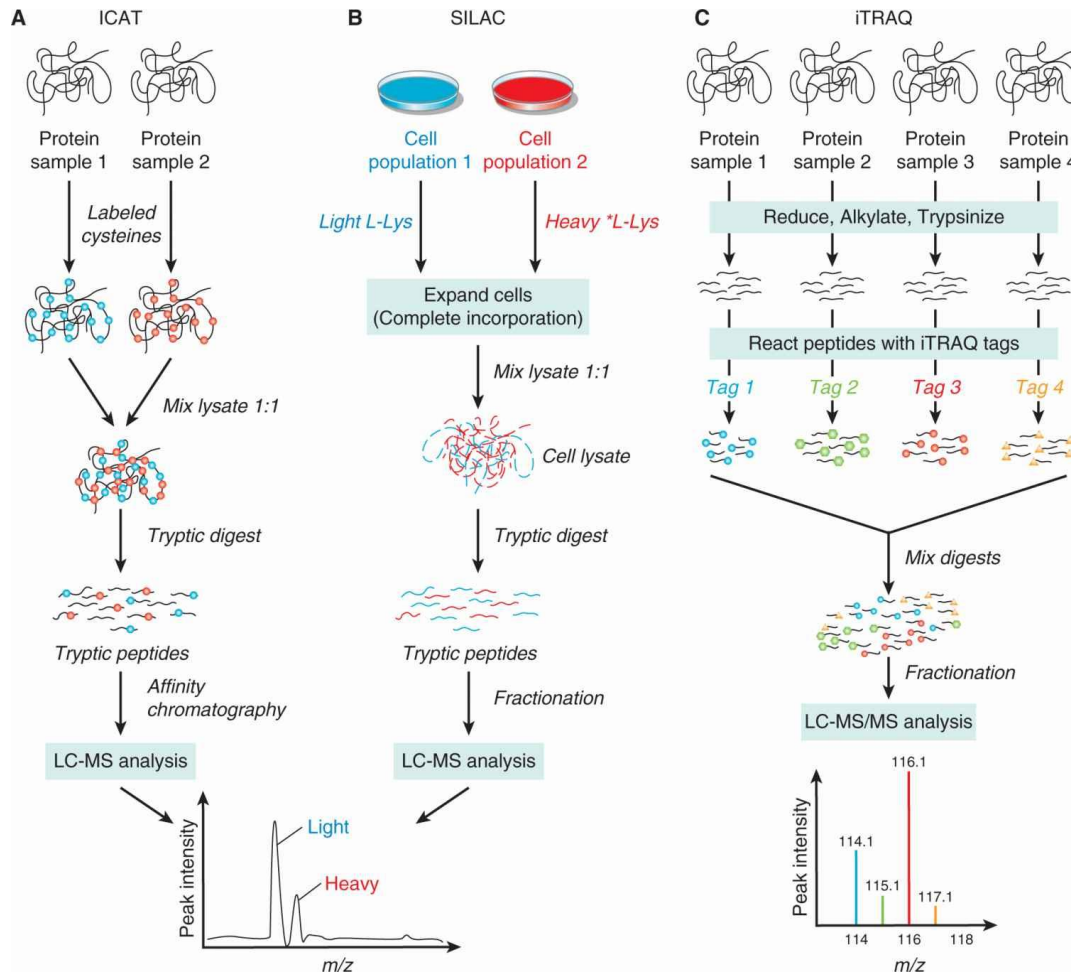 A
ICAT
Protein
sample 1
Protein
sample 2
Labeled
cysteines
Mix lysate 1:1
Tryptic digest
Tryptic peptides
Affinity
chromatography
LC-MS analysis
B
SILAC
Cell
population 1
Cell
population 2
Light L-Lys
Heavy *L-Lys
Expand cells
(Complete incorporation)
Mix lysate 1:1
Cell lysate
Tryptic digest
Tryptic peptides
Fractionation
LC-MS analysis
Peak intensity
Light
Heavy
m/z
C
iTRAQ
Protein
sample 1
Protein
sample 2
Protein
sample 3
Protein
sample 4
Reduce, Alkylate, Trypsinize
React peptides with iTRAQ tags
Tag 1
Tag 2
Tag 3
Tag 4
Mix digests
Fractionation
LC-MS/MS analysis
Peak intensity
114.1
115.1
116.1
117.1
114
116
118
m/z